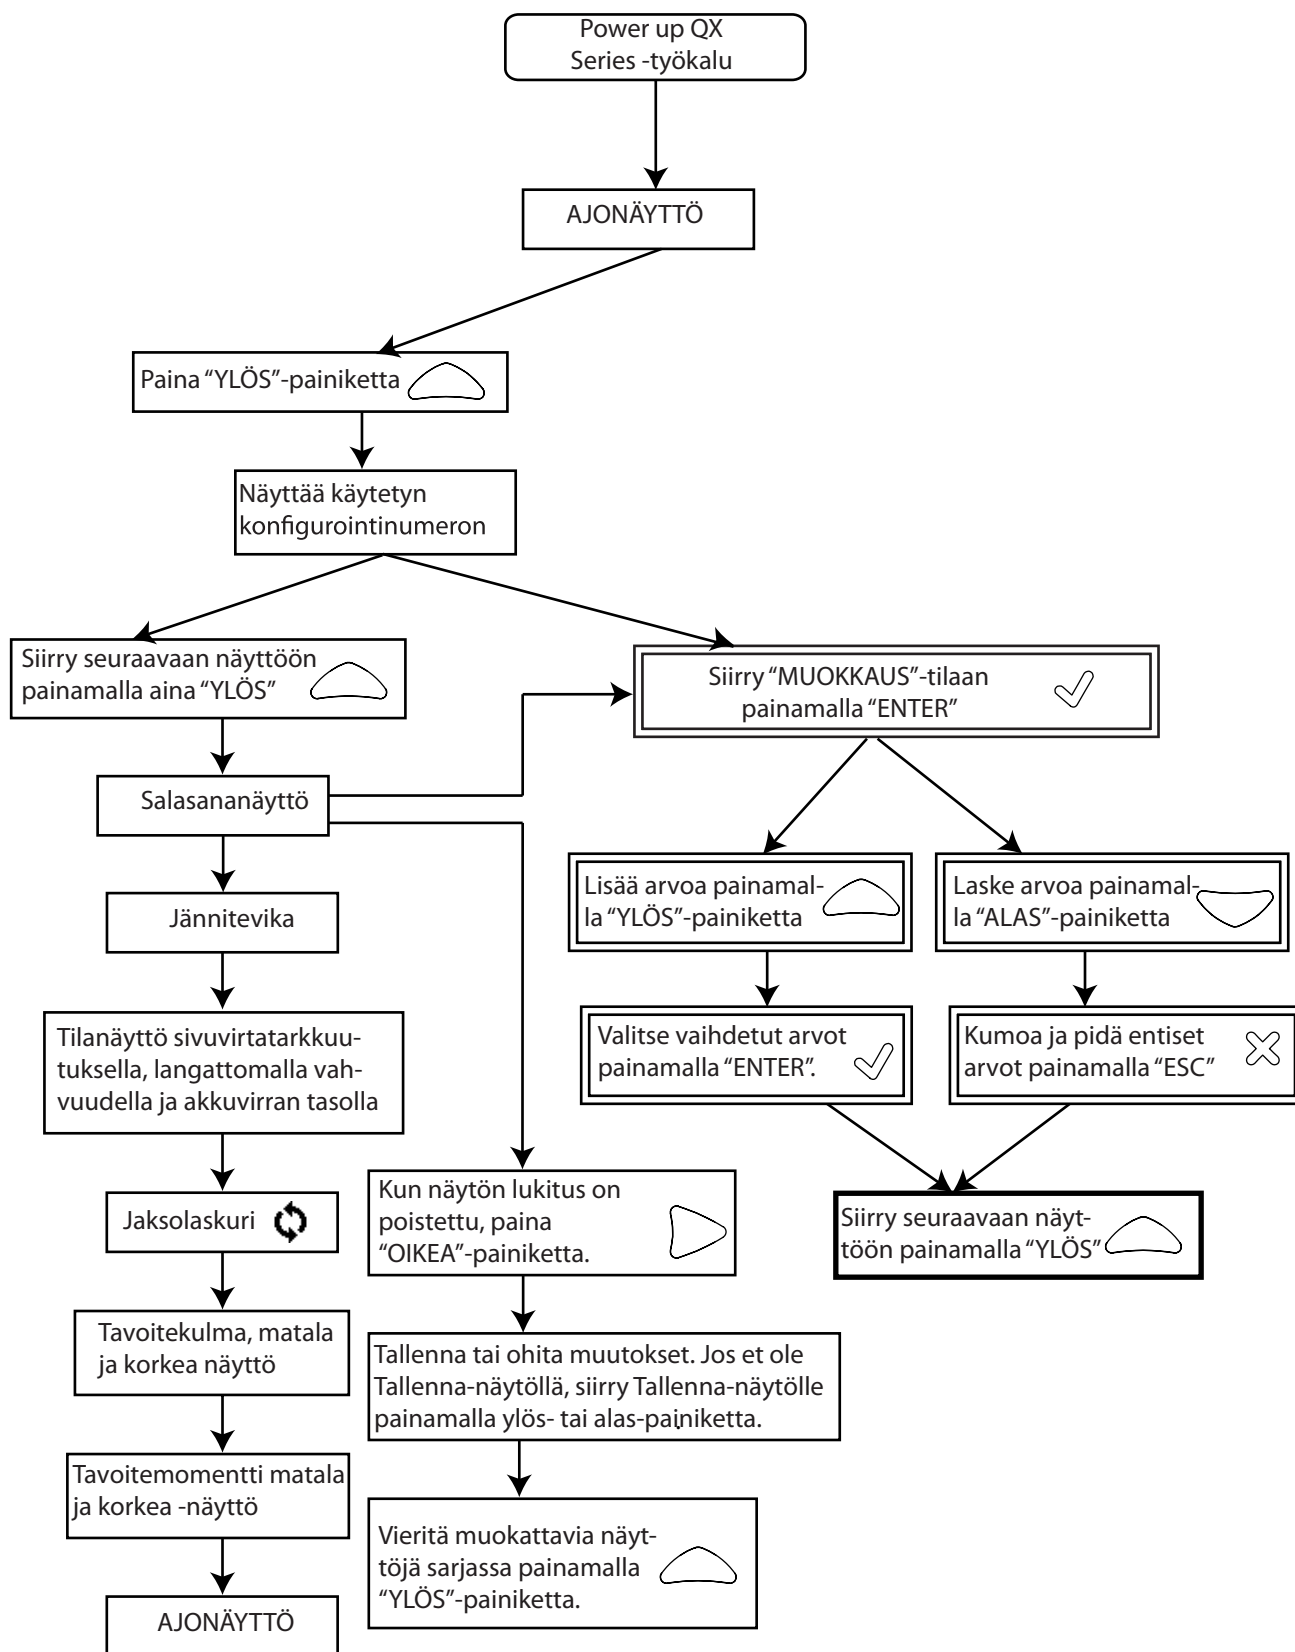 Power up QX
Series -työkalu
AJONÄYTTÖ
Paina “YLÖS”-painiketta
Näyttää käytetyn
konfigurointinumeron
Siirry seuraavaan näyttöön
painamalla aina “YLÖS”
Siirry “MUOKKAUS”-tilaan
painamalla “ENTER”
Salasananäyttö
Jännitevika
Lisää arvoa painamal-
la “YLÖS”-painiketta
Laske arvoa painamal-
la “ALAS”-painiketta
Tilanäyttö sivuvirtatarkkuu-
tuksella, langattomalla vah-
vuudella ja akkuvirran tasolla
Valitse vaihdetut arvot
painamalla “ENTER”.
Kumoa ja pidä entiset
arvot painamalla “ESC”
Jaksolaskuri
Kun näytön lukitus on
poistettu, paina
“OIKEA”-painiketta.
Siirry seuraavaan näyt-
töön painamalla “YLÖS”
Tavoitekulma, matala
ja korkea näyttö
Tallenna tai ohita muutokset. Jos et ole
Tallenna-näytöllä, siirry Tallenna-näytölle
painamalla ylös- tai alas-painiketta.
Tavoitemomentti matala
ja korkea -näyttö
Vieritä muokattavia näyt-
töjä sarjassa painamalla
“YLÖS”-painiketta.
AJONÄYTTÖ